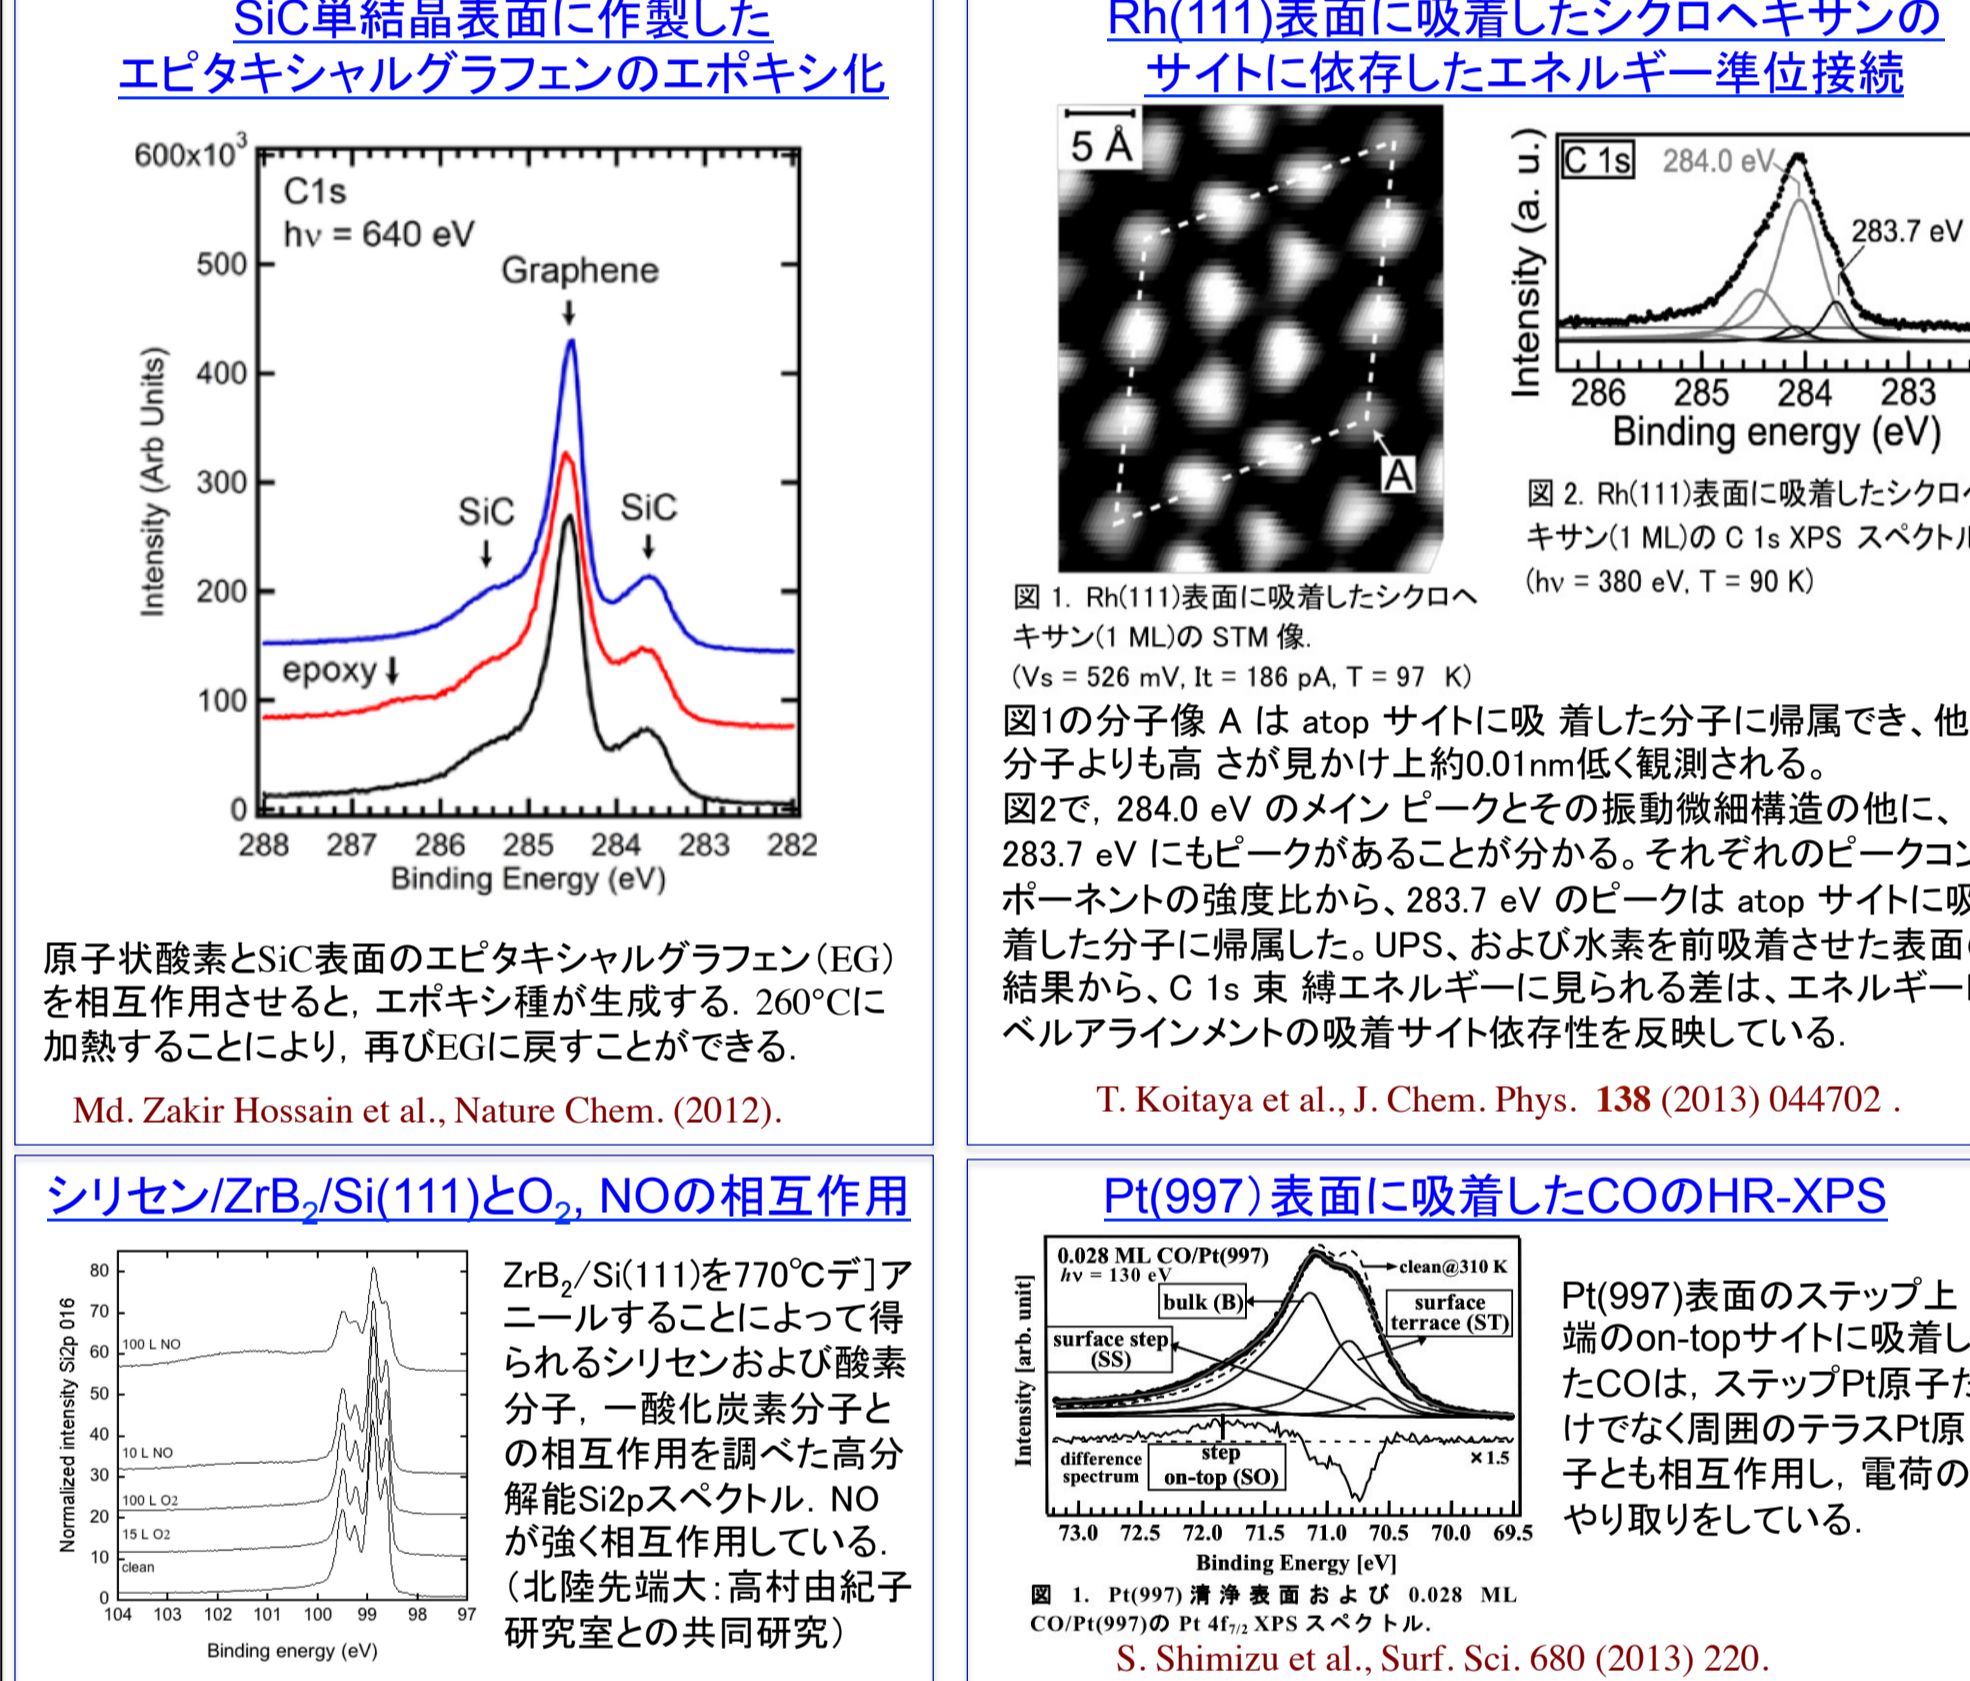 SiC単結晶表面に作製した
エピタキシャルグラフェンのエポキシ化
600x10³
C1s
hν = 640 eV
500
Graphene
400
300
SiC
SiC
200
epoxy
100
0
Intensity (Arb Units)
288 287 286 285 284 283 282
Binding Energy (eV)
原子状酸素とSiC表面のエピタキシャルグラフェン(EG)
を相互作用させると, エポキシ種が生成する. 260°Cに
加熱することにより, 再びEGに戻すことができる.
Md. Zakir Hossain et al., Nature Chem. (2012).
Rh(111)表面に吸着したシクロヘキサンの
サイトに依存したエネルギー準位接続
5 Å
A
図 1. Rh(111)表面に吸着したシクロヘ
キサン(1 ML)の STM 像.
(Vs = 526 mV, It = 186 pA, T = 97 K)
C 1s
284.0 eV
283.7 eV
Intensity (a. u.)
286 285 284 283
Binding energy (eV)
図 2. Rh(111)表面に吸着したシクロ
キサン(1 ML)の C 1s XPS スペクトル
(hν = 380 eV, T = 90 K)
図1の分子像 A は atop サイトに吸 着した分子に帰属でき、他
分子よりも高 さが見かけ上約0.01nm低く観測される。
図2で, 284.0 eV のメイン ピークとその振動微細構造の他に、
283.7 eV にもピークがあることが分かる。それぞれのピークコン
ポーネントの強度比から、283.7 eV のピークは atop サイトに吸
着した分子に帰属した。UPS、および水素を前吸着させた表面
結果から、C 1s 束 縛エネルギーに見られる差は、エネルギー
ベルアラインメントの吸着サイト依存性を反映している.
T. Koitaya et al., J. Chem. Phys. 138 (2013) 044702 .
シリセン/ZrB₂/Si(111)とO₂, NOの相互作用
80
70
60
50
40
30
20
10
0
100 L NO
10 L NO
100 L O2
15 L O2
clean
Normalized intensity Si2p 016
104 103 102 101 100 99 98 97
Binding energy (eV)
ZrB₂/Si(111)を770℃デ]ア
ニールすることによって得
られるシリセンおよび酸素
分子, 一酸化炭素分子と
の相互作用を調べた高分
解能Si2pスペクトル. NO
が強く相互作用している.
(北陸先端大:高村由紀子
研究室との共同研究)
Pt(997)表面に吸着したCOのHR-XPS
0.028 ML CO/Pt(997)
hν = 130 eV
clean@310 K
bulk (B)
surface
terrace (ST)
surface step
(SS)
step
on-top (SO)
difference
spectrum
×1.5
Intensity [arb. unit]
73.0 72.5 72.0 71.5 71.0 70.5 70.0 69.5
Binding Energy [eV]
図 1. Pt(997)清浄表面および 0.028 ML
CO/Pt(997)の Pt 4f₇/₂ XPS スペクトル.
Pt(997)表面のステップ上
端のon-topサイトに吸着し
たCOは, ステップPt原子だ
けでなく周囲のテラスPt原
子とも相互作用し, 電荷の
やり取りをしている.
S. Shimizu et al., Surf. Sci. 680 (2013) 220.